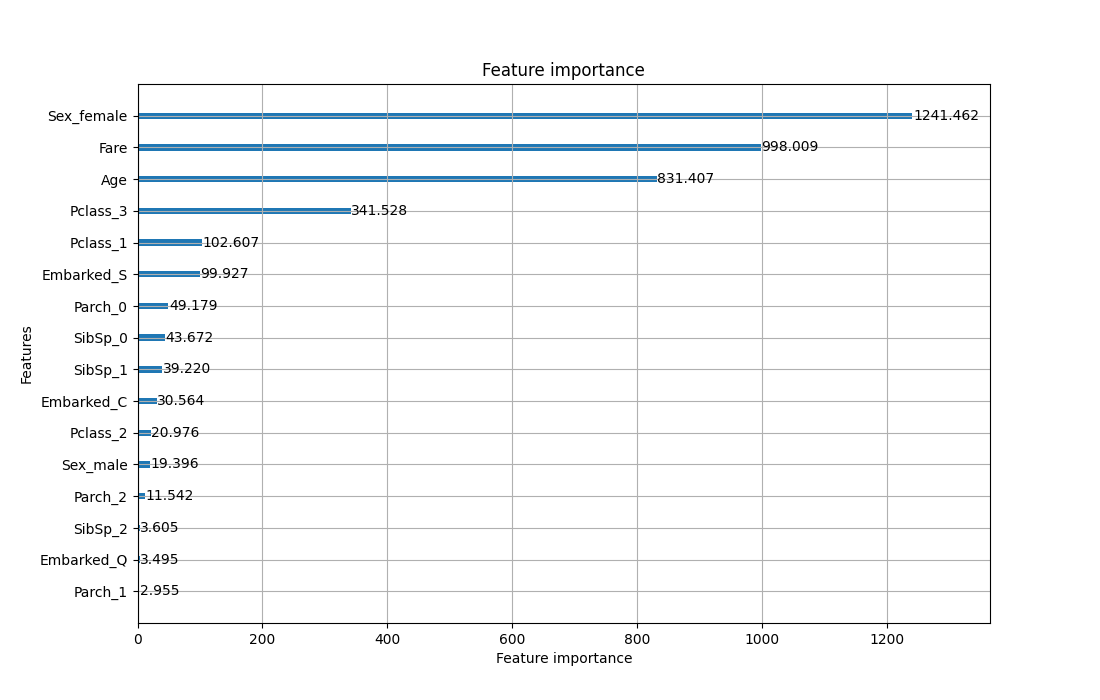 Feature importance
Sex_female 1241.462
Fare 998.009
Age 831.407
Pclass_3 341.528
Pclass_1 102.607
Embarked_S 99.927
Parch_0 49.179
SibSp_0 43.672
SibSp_1 39.220
Embarked_C 30.564
Pclass_2 20.976
Sex_male 19.396
Parch_2 11.542
SibSp_2 3.605
Embarked_Q 3.495
Parch_1 2.955
Features
0 200 400 600 800 1000 1200
Feature importance